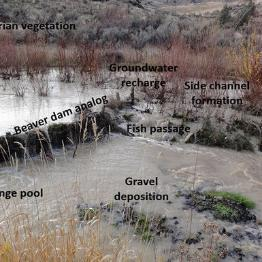 rian vegetation
Groundwater
recharge
Side channel
formation
Beaver dam analog
Fish passage
Gravel
deposition
nge pool